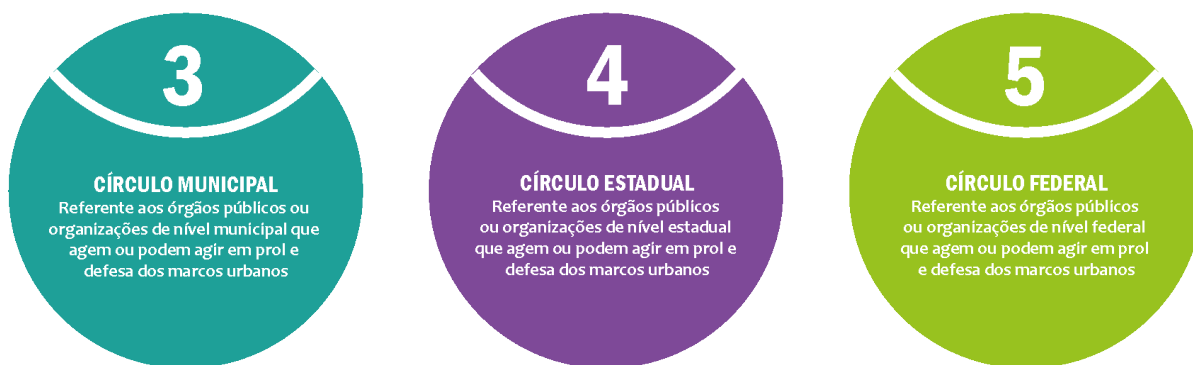 3
CÍRCULO MUNICIPAL
Referente aos órgãos públicos ou
organizações de nível municipal que
agem ou podem agir em prol e
defesa dos marcos urbanos
4
CÍRCULO ESTADUAL
Referente aos órgãos públicos
ou organizações de nível estadual
que agem ou podem agir em prol e
defesa dos marcos urbanos
5
CÍRCULO FEDERAL
Referente aos órgãos públicos
ou organizações de nível federal
que agem ou podem agir em prol
e defesa dos marcos urbanos